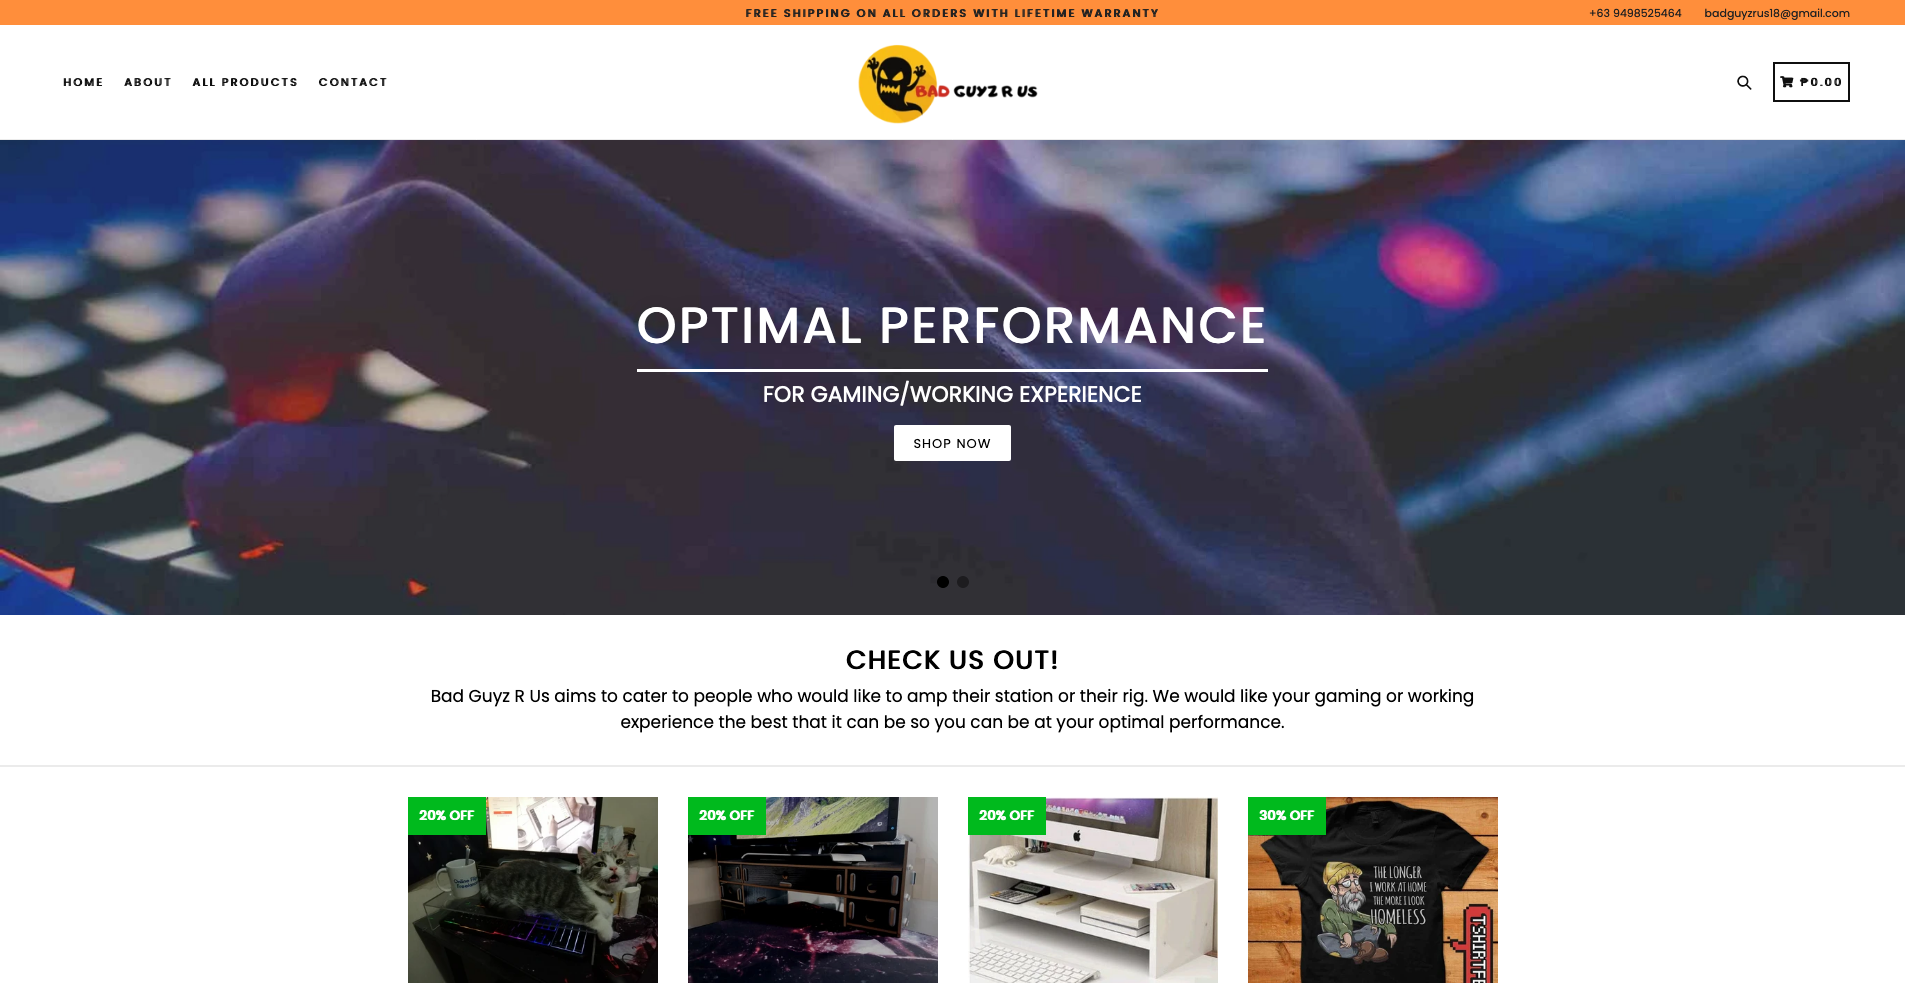 FREE SHIPPING ON ALL ORDERS WITH LIFETIME WARRANTY
+63 9498525464 badguyzrus18@gmail.com
HOME ABOUT ALL PRODUCTS CONTACT
BAD GUYZ R US
₱0.00
OPTIMAL PERFORMANCE
FOR GAMING/WORKING EXPERIENCE
SHOP NOW
CHECK US OUT!
Bad Guyz R Us aims to cater to people who would like to amp their station or their rig. We would like your gaming or working
experience the best that it can be so you can be at your optimal performance.
20% OFF
20% OFF
20% OFF
30% OFF
THE LONGER
I WORK AT HOME
THE MORE I LOOK
HOMELESS